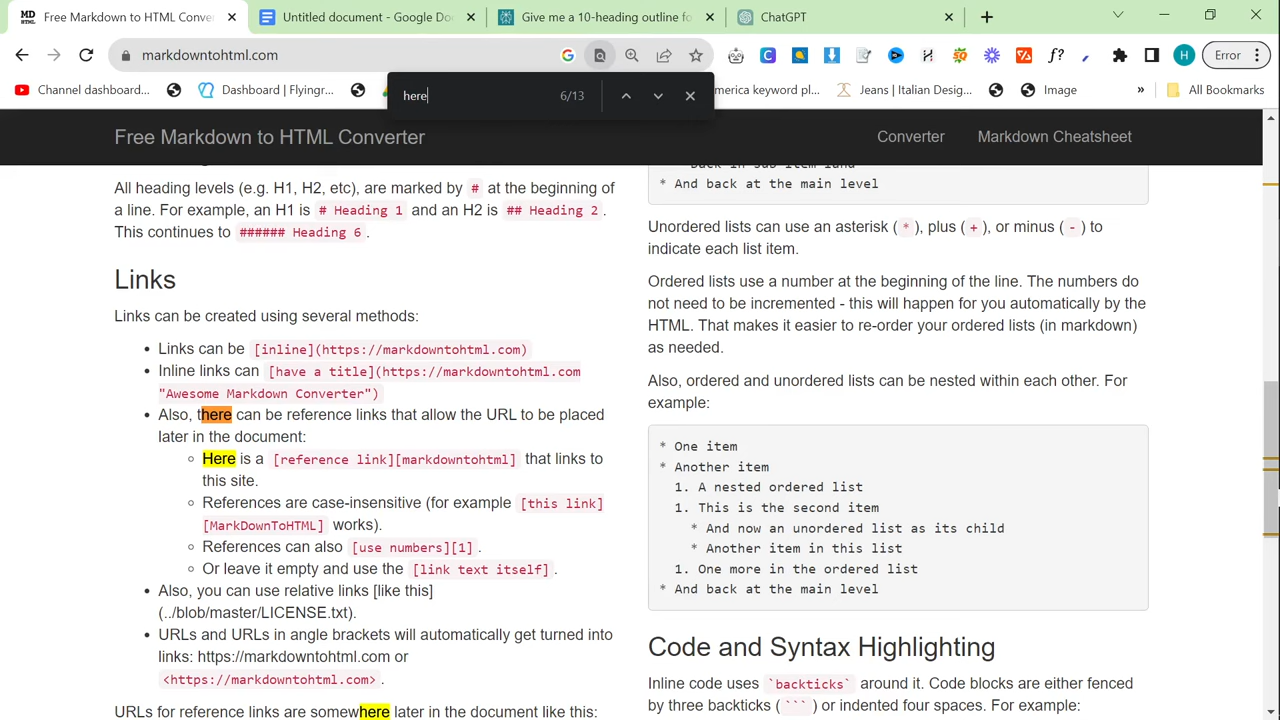 MD
HTML
Free Markdown to HTML Conver
Untitled document - Google Do
Give me a 10-heading outline fo
ChatGPT
markdowntohtml.com
Error
Channel dashboard...
Dashboard | Flyingr...
merica keyword pl...
Jeans | Italian Desig...
Image
»
All Bookmarks
here
6/13
Free Markdown to HTML Converter
Converter
Markdown Cheatsheet
All heading levels (e.g. H1, H2, etc), are marked by # at the beginning of
a line. For example, an H1 is # Heading 1 and an H2 is ## Heading 2.
This continues to ###### Heading 6.
Links
Links can be created using several methods:
• Links can be [inline](https://markdowntohtml.com)
• Inline links can [have a title](https://markdowntohtml.com
"Awesome Markdown Converter")
• Also, there can be reference links that allow the URL to be placed
later in the document:
◦ Here is a [reference link][markdowntohtml] that links to
this site.
◦ References are case-insensitive (for example [this link]
[MarkDownToHTML] works).
◦ References can also [use numbers][1].
◦ Or leave it empty and use the [link text itself].
• Also, you can use relative links [like this]
(../blob/master/LICENSE.txt).
• URLs and URLs in angle brackets will automatically get turned into
links: https://markdowntohtml.com or
<https://markdowntohtml.com>.
URLs for reference links are somewhere later in the document like this:
* Back in sub item land
* And back at the main level
Unordered lists can use an asterisk (*), plus (+), or minus (-) to
indicate each list item.
Ordered lists use a number at the beginning of the line. The numbers do
not need to be incremented - this will happen for you automatically by the
HTML. That makes it easier to re-order your ordered lists (in markdown)
as needed.
Also, ordered and unordered lists can be nested within each other. For
example:
* One item
* Another item
1. A nested ordered list
1. This is the second item
* And now an unordered list as its child
* Another item in this list
1. One more in the ordered list
* And back at the main level
Code and Syntax Highlighting
Inline code uses `backticks` around it. Code blocks are either fenced
by three backticks (```) or indented four spaces. For example: